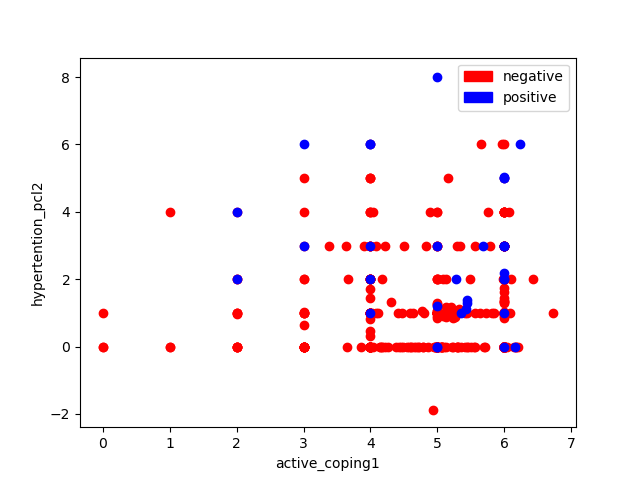 negative
positive
8
6
4
2
0
−2
0 1 2 3 4 5 6 7
active_coping1
hypertention_pcl2